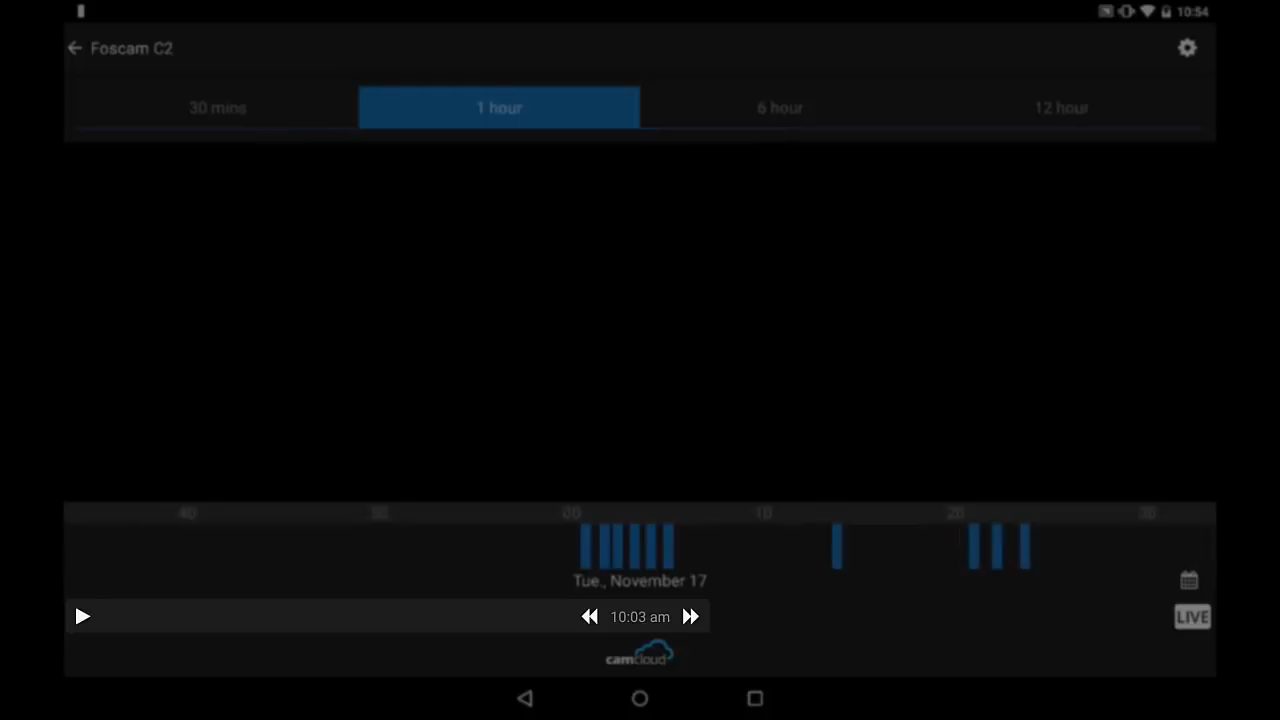 10:54
Foscam C2
30 mins 1 hour 6 hour 12 hour
40 50 00 10 20 30
Tue., November 17
10:03 am
LIVE
camcloud